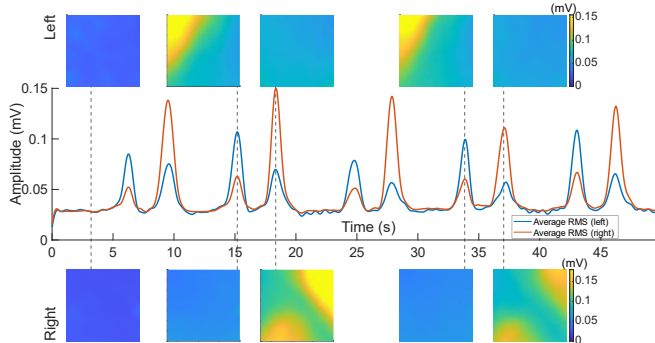 Left
(mV)
0.15
0.1
0.05
0
Amplitude (mV)
0.15
0.1
0.05
0
0
5
10
15
20
25
30
35
40
45
Time (s)
Average RMS (left)
Average RMS (right)
Right
(mV)
0.15
0.10
0.05
0